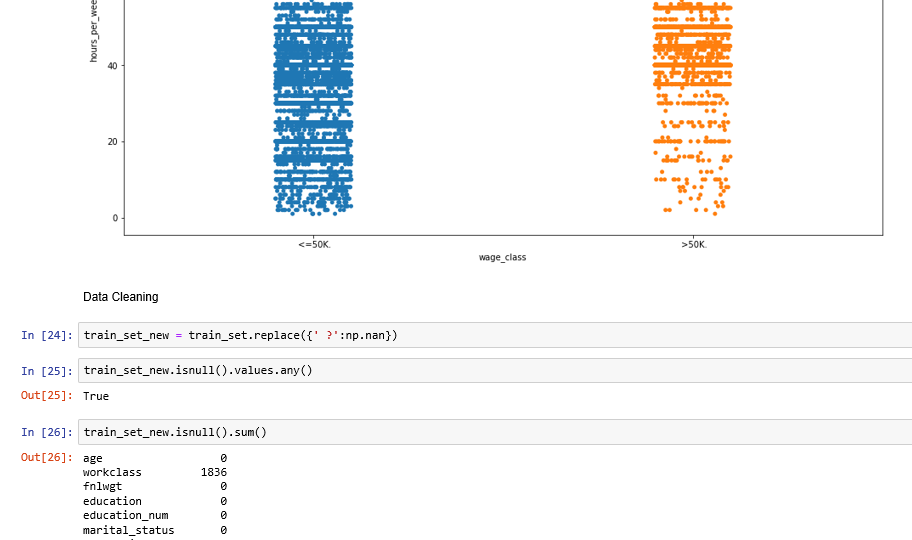 hours_per_wee
40
20
0
<=50K.
>50K.
wage_class
Data Cleaning
In [24]: train_set_new = train_set.replace({' ?':np.nan})
In [25]: train_set_new.isnull().values.any()
Out[25]: True
In [26]: train_set_new.isnull().sum()
Out[26]: age 0
workclass 1836
fnlwgt 0
education 0
education_num 0
marital_status 0